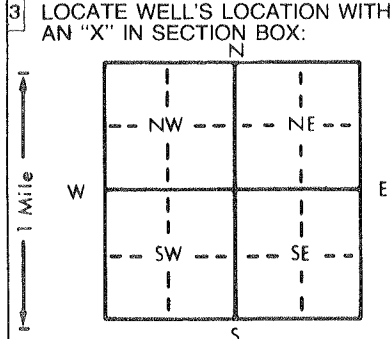 3 LOCATE WELL'S LOCATION WITH
AN "X" IN SECTION BOX:
N
NW NE
1 Mile W E
SW SE
S